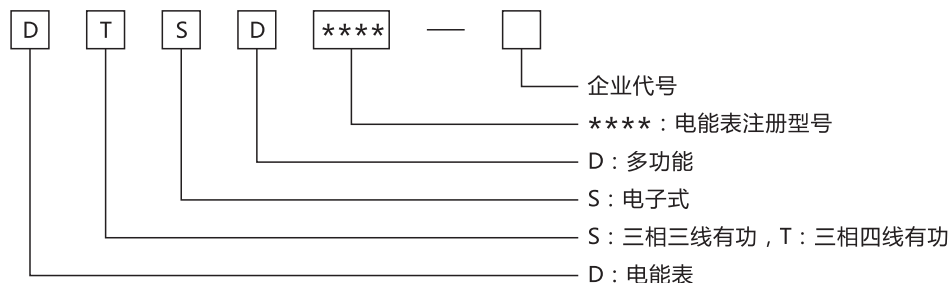 D T S D **** —
企业代号
****：电能表注册型号
D：多功能
S：电子式
S：三相三线有功，T：三相四线有功
D：电能表